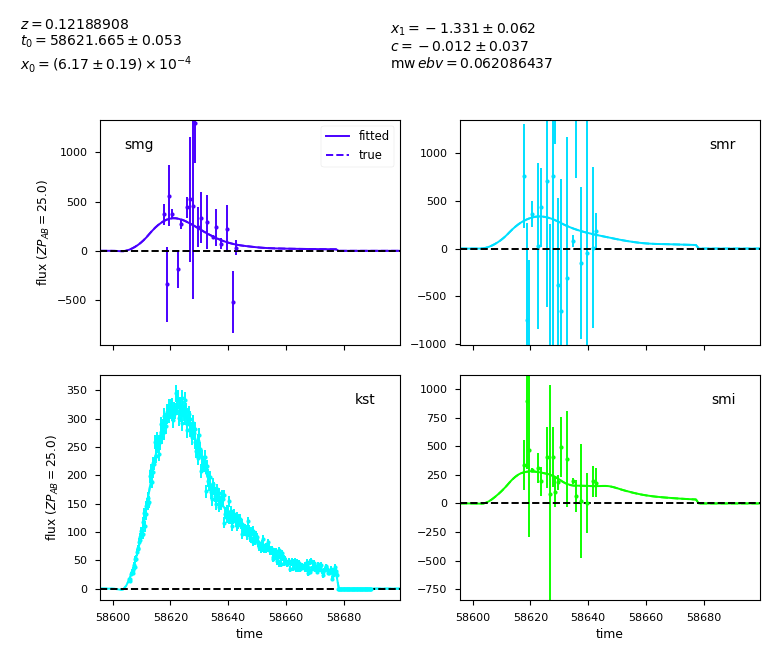 z = 0.12188908
t₀ = 58621.665 ± 0.053
x₀ = (6.17 ± 0.19) × 10⁻⁴
x₁ = −1.331 ± 0.062
c = −0.012 ± 0.037
mw ebv = 0.062086437
smg
fitted
true
1000
500
0
−500
flux (ZP_AB = 25.0)
smr
1000
500
0
−500
−1000
kst
350
300
250
200
150
100
50
0
flux (ZP_AB = 25.0)
58600 58620 58640 58660 58680
time
smi
1000
750
500
250
0
−250
−500
−750
58600 58620 58640 58660 58680
time